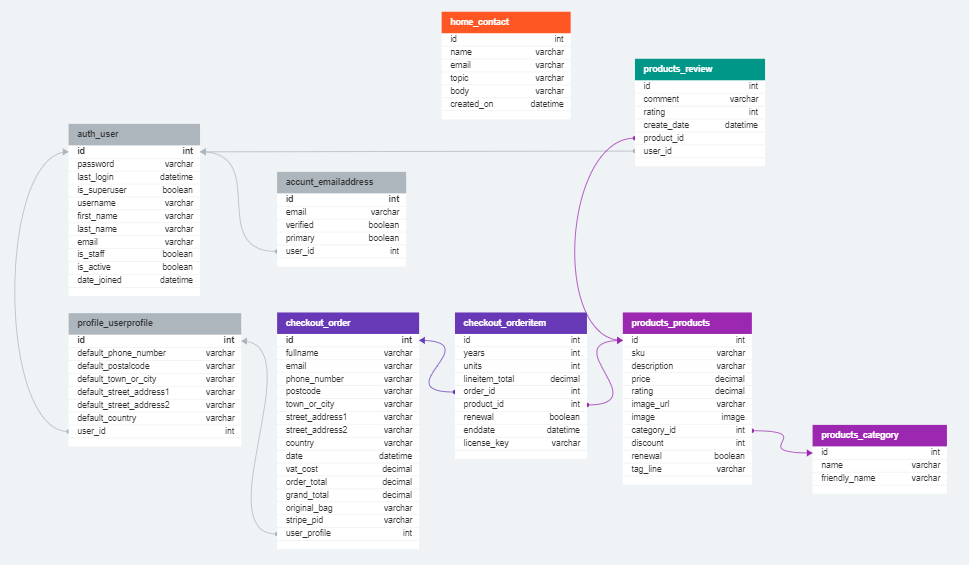 home_contact
id int
name varchar
email varchar
topic varchar
body varchar
created_on datetime
products_review
id int
comment varchar
rating int
create_date datetime
product_id
user_id
auth_user
id int
password varchar
last_login datetime
is_superuser boolean
username varchar
first_name varchar
last_name varchar
email varchar
is_staff boolean
is_active boolean
date_joined datetime
accunt_emailaddress
id int
email varchar
verified boolean
primary boolean
user_id int
profile_userprofile
id int
default_phone_number varchar
default_postalcode varchar
default_town_or_city varchar
default_street_address1 varchar
default_street_address2 varchar
default_country varchar
user_id int
checkout_order
id int
fullname varchar
email varchar
phone_number varchar
postcode varchar
town_or_city varchar
street_address1 varchar
street_address2 varchar
country varchar
date datetime
vat_cost decimal
order_total decimal
grand_total decimal
original_bag varchar
stripe_pid varchar
user_profile int
checkout_orderitem
id int
years int
units int
lineitem_total decimal
order_id int
product_id int
renewal boolean
enddate datetime
license_key varchar
products_products
id int
sku varchar
description varchar
price decimal
rating decimal
image_url varchar
image image
category_id int
discount int
renewal boolean
tag_line varchar
products_category
id int
name varchar
friendly_name varchar